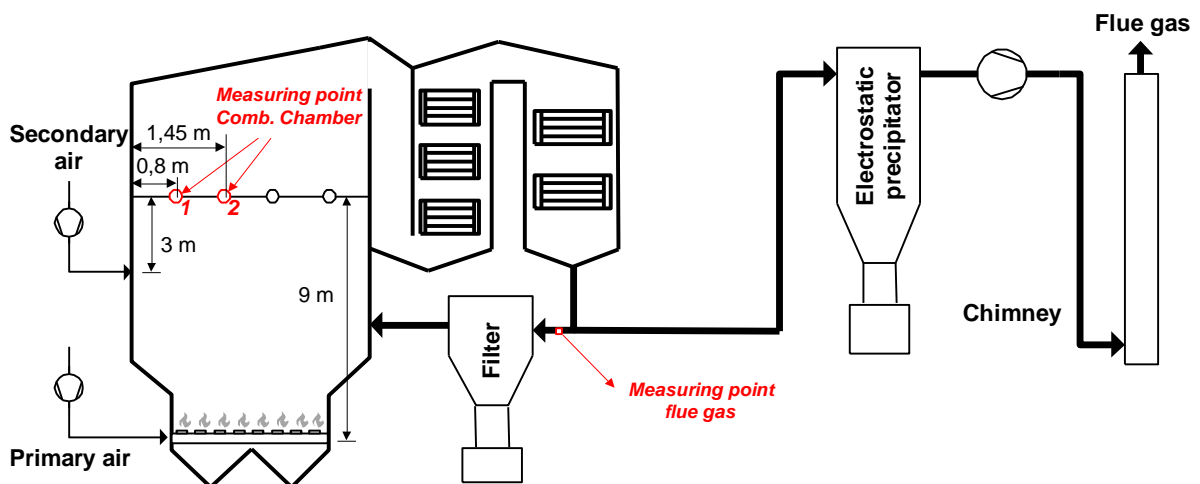 Flue gas
Measuring point
Comb. Chamber
Secondary
air
1,45 m
0,8 m
1
2
3 m
9 m
Electrostatic
precipitator
Chimney
Filter
Measuring point
flue gas
Primary air